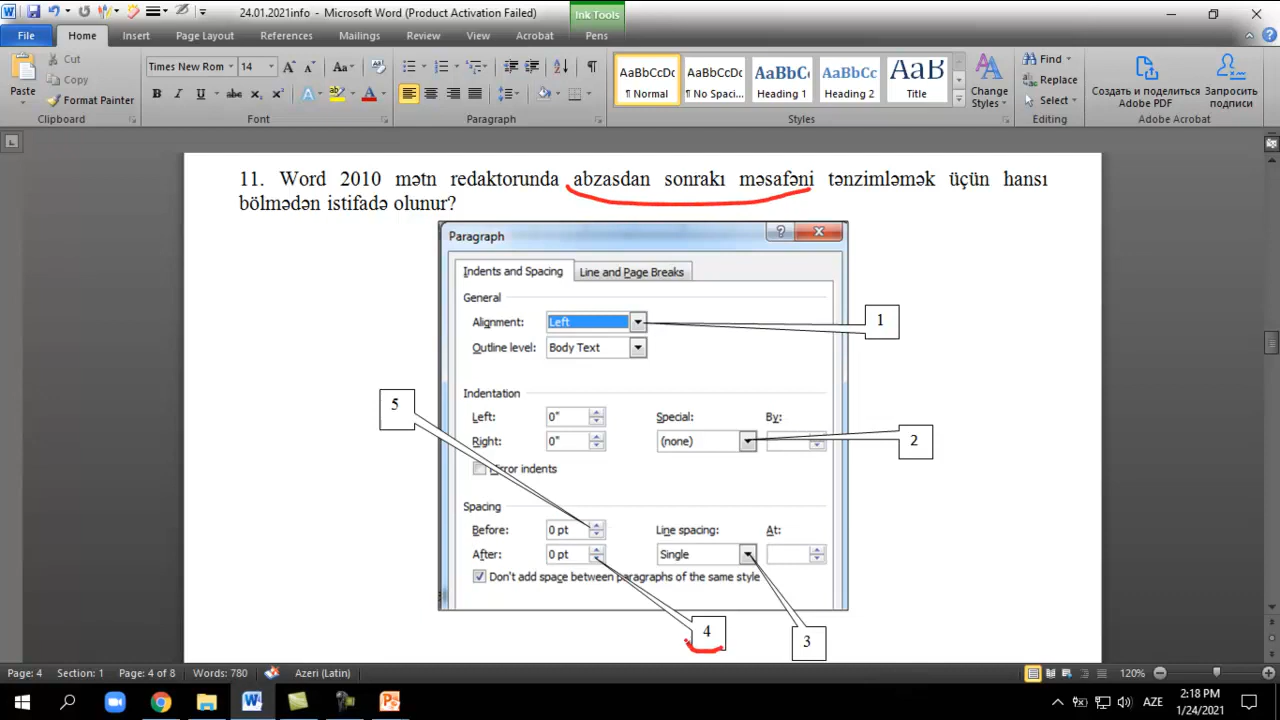 24.01.2021info - Microsoft Word (Product Activation Failed)
Ink Tools
File Home Insert Page Layout References Mailings Review View Acrobat Pens
Paste
Cut
Copy
Format Painter
Clipboard
Times New Rom 14
Font
Paragraph
AaBbCcDc
¶ Normal
AaBbCcDc
¶ No Spaci...
AaBbC
Heading 1
AaBbCc
Heading 2
AaB
Title
Change
Styles
Styles
Find
Replace
Select
Editing
Создать и поделиться
Adobe PDF
Запросить
подписи
Adobe Acrobat
11. Word 2010 mətn redaktorunda abzasdan sonrakı məsafəni tənzimləmək üçün hansı
bölmədən istifadə olunur?
Paragraph
Indents and Spacing Line and Page Breaks
General
Alignment: Left
1
Outline level: Body Text
Indentation
5
Left: 0" Special: By:
Right: 0" (none)
2
Mirror indents
Spacing
Before: 0 pt Line spacing: At:
After: 0 pt Single
Don't add space between paragraphs of the same style
4
3
Page: 4 Section: 1 Page: 4 of 8 Words: 780 Azeri (Latin) 120%
AZE
2:18 PM
1/24/2021